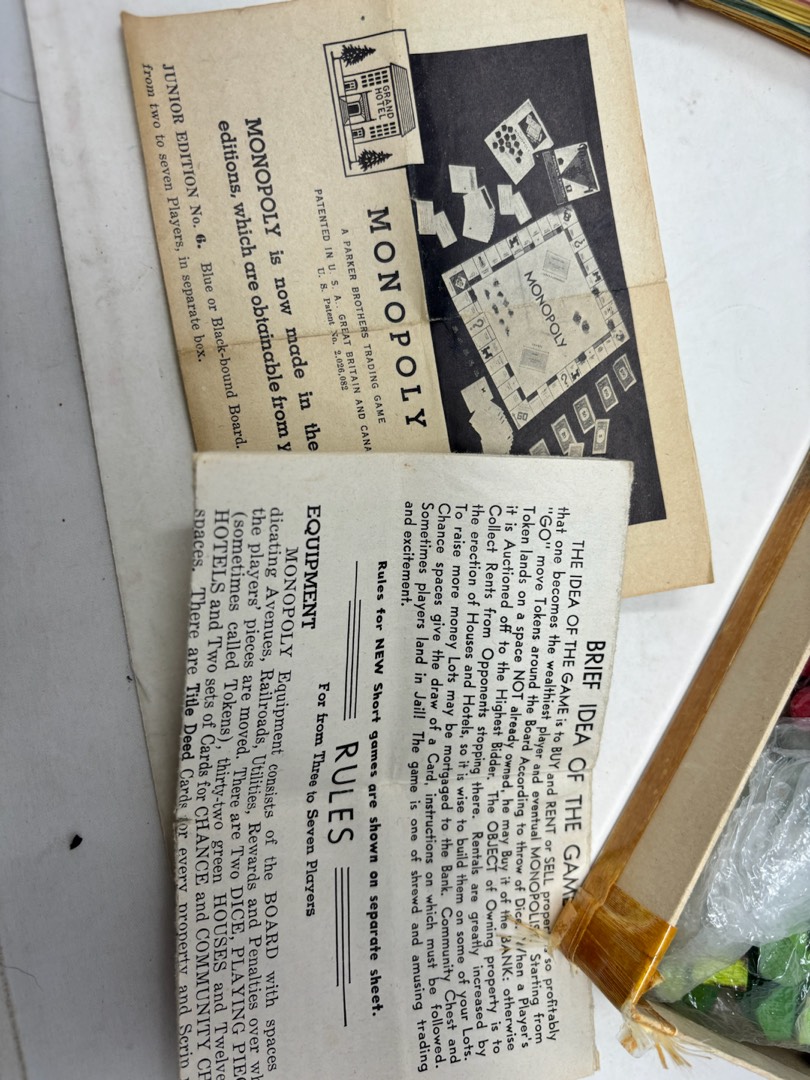 MONOPOLY
GO
GRAND
HOTEL
MONOPOLY
A PARKER BROTHERS TRADING GAME
PATENTED IN U. S. A., GREAT BRITAIN AND CANA
U. S. Patent No. 2,026,082
MONOPOLY is now made in the
editions, which are obtainable from y
JUNIOR EDITION No. 6. Blue or Black-bound Board.
from two to seven Players, in separate box.
BRIEF IDEA OF THE GAME
THE IDEA OF THE GAME is to BUY and RENT or SELL proper so profitably
that one becomes the wealthiest player and eventual MONOPOLIS Starting from
"GO" move Tokens around the Board According to throw of Dice. When a Player's
Token lands on a space NOT already owned, he may Buy it of the BANK: otherwise
it is Auctioned off to the Highest Bidder. The OBJECT of Owning property is to
Collect Rents from Opponents stopping there. Rentals are greatly increased by
the erection of Houses and Hotels, so it is wise to build them on some of your Lots.
To raise more money Lots may be mortgaged to the Bank. Community Chest and
Chance spaces give the draw of a Card, instructions on which must be followed.
Sometimes players land in Jail! The game is one of shrewd and amusing trading
and excitement.
Rules for NEW Short games are shown on separate sheet.
RULES
For from Three to Seven Players
EQUIPMENT
MONOPOLY Equipment consists of the BOARD with spaces
dicating Avenues, Railroads, Utilities, Rewards and Penalties over wh
the players' pieces are moved. There are Two DICE, PLAYING PIEC
(sometimes called Tokens), thirty-two green HOUSES and Twelve
HOTELS and Two sets of Cards for CHANCE and COMMUNITY CH
spaces. There are Title Deed Cards for every property and Scrip